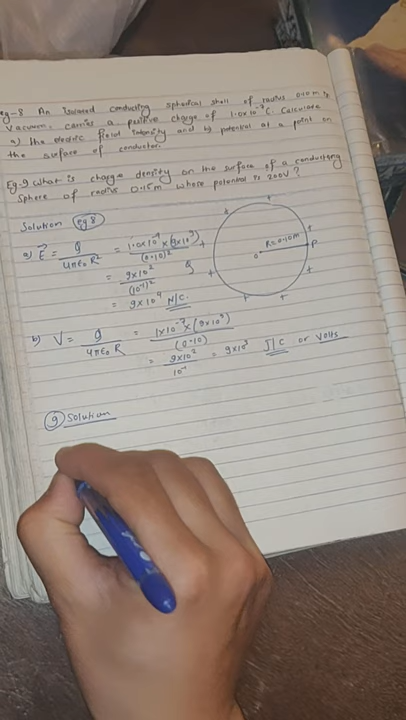 eg-8 An isolated conducting spherical shell of radius 0.10m in
vacuum, carries a positive charge of 1.0×10⁻⁷C. Calculate
a) the electric field intensity and b) potential at a point on
the surface of conductor.
Eg-9 What is charge density on the surface of a conducting
sphere of radius 0.15m whose potential is 200V?
Solution eg 8
a) E⃗ = Q / 4πε₀R² = 1.0×10⁻⁷ × (9×10⁹) / (0.10)²
= 9×10² / (10⁻¹)²
= 9×10⁴ N/C.
+ + + + + + + +
R=0.10m
o
P
Q
b) V = Q / 4πε₀R = 1×10⁻⁷ × (9×10⁹) / (0.10)
= 9×10² / 10⁻¹ = 9×10³ J/C or Volts
9 Solution